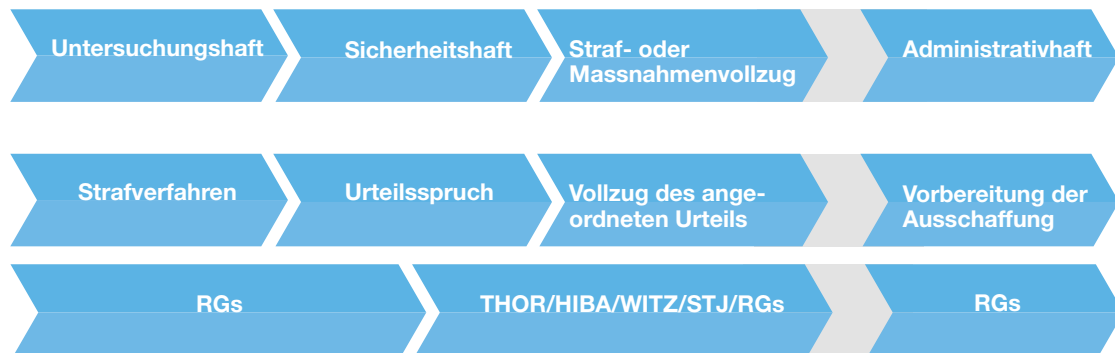 Untersuchungshaft
Sicherheitshaft
Straf- oder
Massnahmenvollzug
Administrativhaft
Strafverfahren
Urteilsspruch
Vollzug des ange-
ordneten Urteils
Vorbereitung der
Ausschaffung
RGs
THOR/HIBA/WITZ/STJ/RGs
RGs